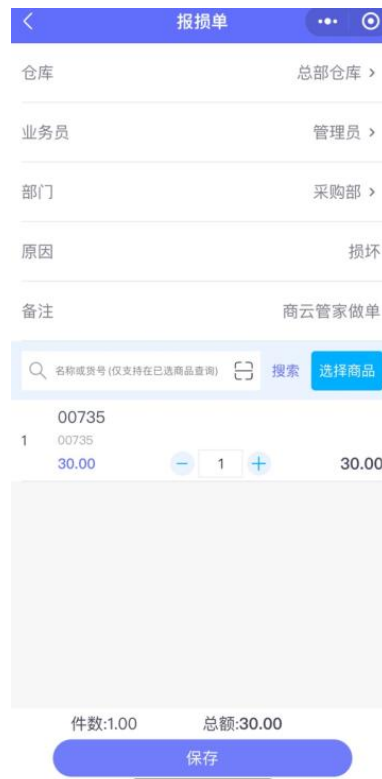 报损单
仓库 总部仓库
业务员 管理员
部门 采购部
原因 损坏
备注 商云管家做单
名称或货号(仅支持在已选商品查询) 搜索 选择商品
00735
1 00735
30.00 1 30.00
件数:1.00 总额:30.00
保存